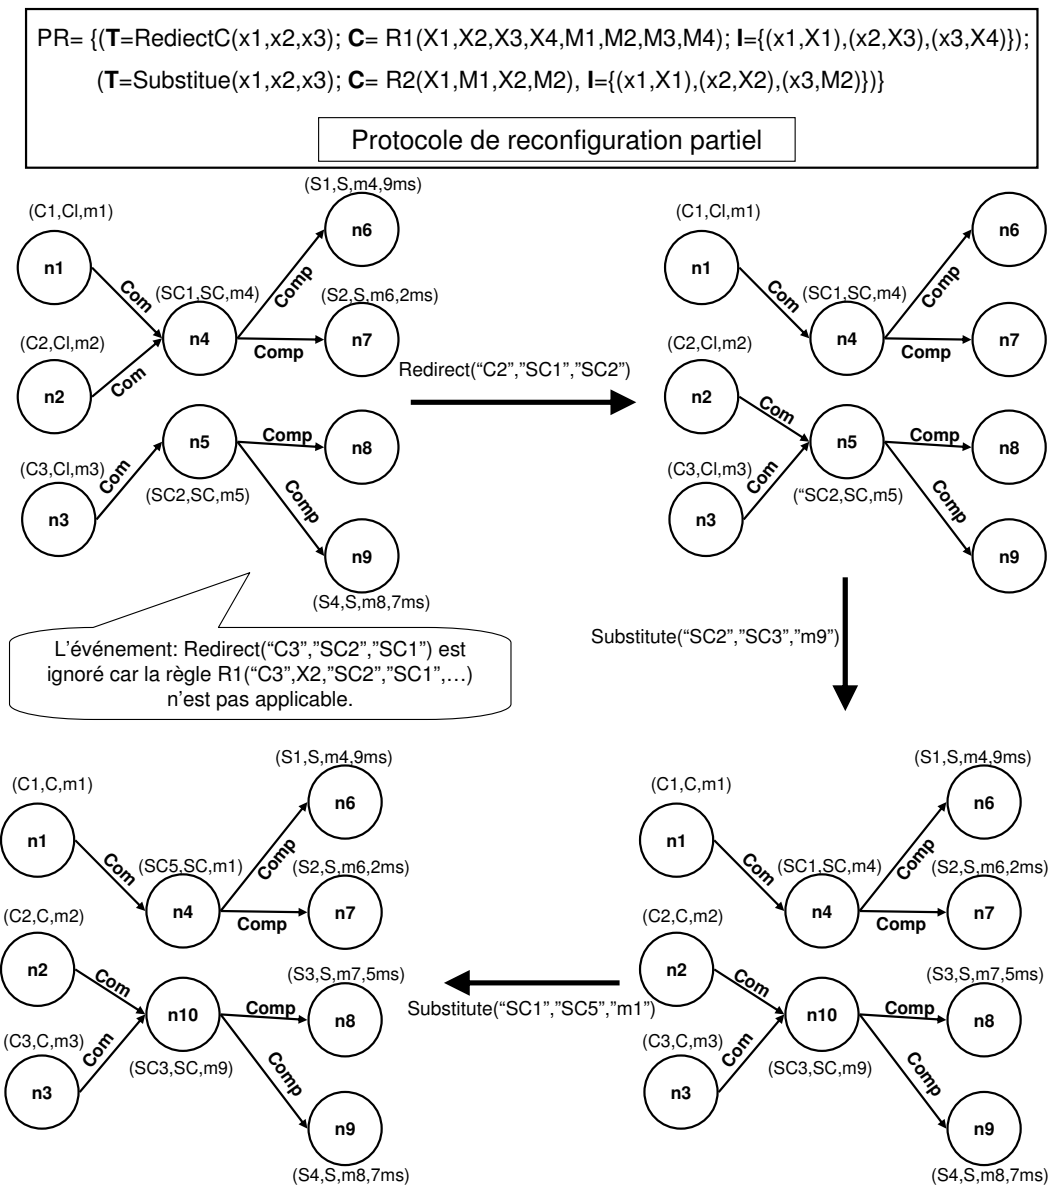 PR= {(T=RediectC(x1,x2,x3); C= R1(X1,X2,X3,X4,M1,M2,M3,M4); I={(x1,X1),(x2,X3),(x3,X4)});
(T=Substitue(x1,x2,x3); C= R2(X1,M1,X2,M2), I={(x1,X1),(x2,X2),(x3,M2)})}
Protocole de reconfiguration partiel
(S1,S,m4,9ms)
(C1,Cl,m1)
n6
n1
Com
Comp
(SC1,SC,m4)
(S2,S,m6,2ms)
(C2,Cl,m2)
n4
n7
Comp
n2
Com
n5
Comp
n8
(C3,Cl,m3)
Com
(SC2,SC,m5)
Comp
n3
n9
(S4,S,m8,7ms)
Redirect(“C2”,”SC1”,”SC2”)
(C1,Cl,m1)
n6
n1
Com
Comp
(SC1,SC,m4)
(C2,Cl,m2)
n4
n7
Comp
n2
Com
n5
Comp
n8
(C3,Cl,m3)
Com
(“SC2,SC,m5)
Comp
n3
n9
L’événement: Redirect(“C3”,”SC2”,”SC1”) est
ignoré car la règle R1(“C3”,X2,”SC2”,”SC1”,…)
n’est pas applicable.
Substitute(“SC2”,”SC3”,”m9”)
(S1,S,m4,9ms)
(C1,C,m1)
n6
n1
Com
Comp
(SC5,SC,m1)
(S2,S,m6,2ms)
(C2,C,m2)
n4
n7
Comp
n2
Com
(S3,S,m7,5ms)
n10
Comp
n8
(C3,C,m3)
Com
(SC3,SC,m9)
Comp
n3
n9
(S4,S,m8,7ms)
Substitute(“SC1”,”SC5”,”m1”)
(S1,S,m4,9ms)
(C1,C,m1)
n6
n1
Com
Comp
(SC1,SC,m4)
(S2,S,m6,2ms)
(C2,C,m2)
n4
n7
Comp
n2
Com
(S3,S,m7,5ms)
n10
Comp
n8
(C3,C,m3)
Com
(SC3,SC,m9)
Comp
n3
n9
(S4,S,m8,7ms)